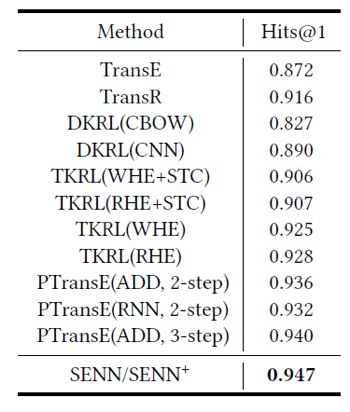 Method Hits@1
TransE 0.872
TransR 0.916
DKRL(CBOW) 0.827
DKRL(CNN) 0.890
TKRL(WHE+STC) 0.906
TKRL(RHE+STC) 0.907
TKRL(WHE) 0.925
TKRL(RHE) 0.928
PTransE(ADD, 2-step) 0.936
PTransE(RNN, 2-step) 0.932
PTransE(ADD, 3-step) 0.940
SENN/SENN⁺ 0.947